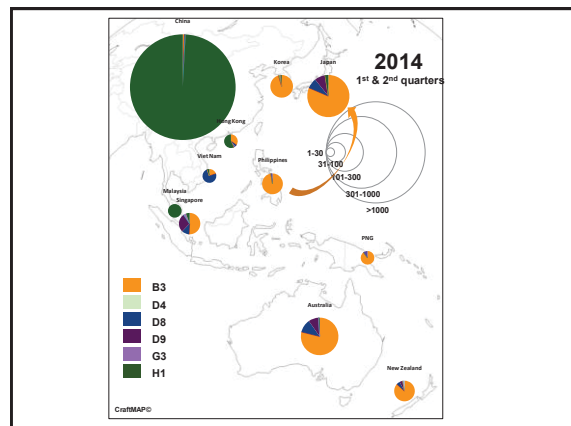 China
2014
1st & 2nd quarters
Korea
Japan
Hong Kong
1-30
31-100
101-300
301-1000
>1000
Viet Nam
Philippines
Malaysia
Singapore
PNG
B3
D4
D8
D9
G3
H1
Australia
New Zealand
CraftMAP©